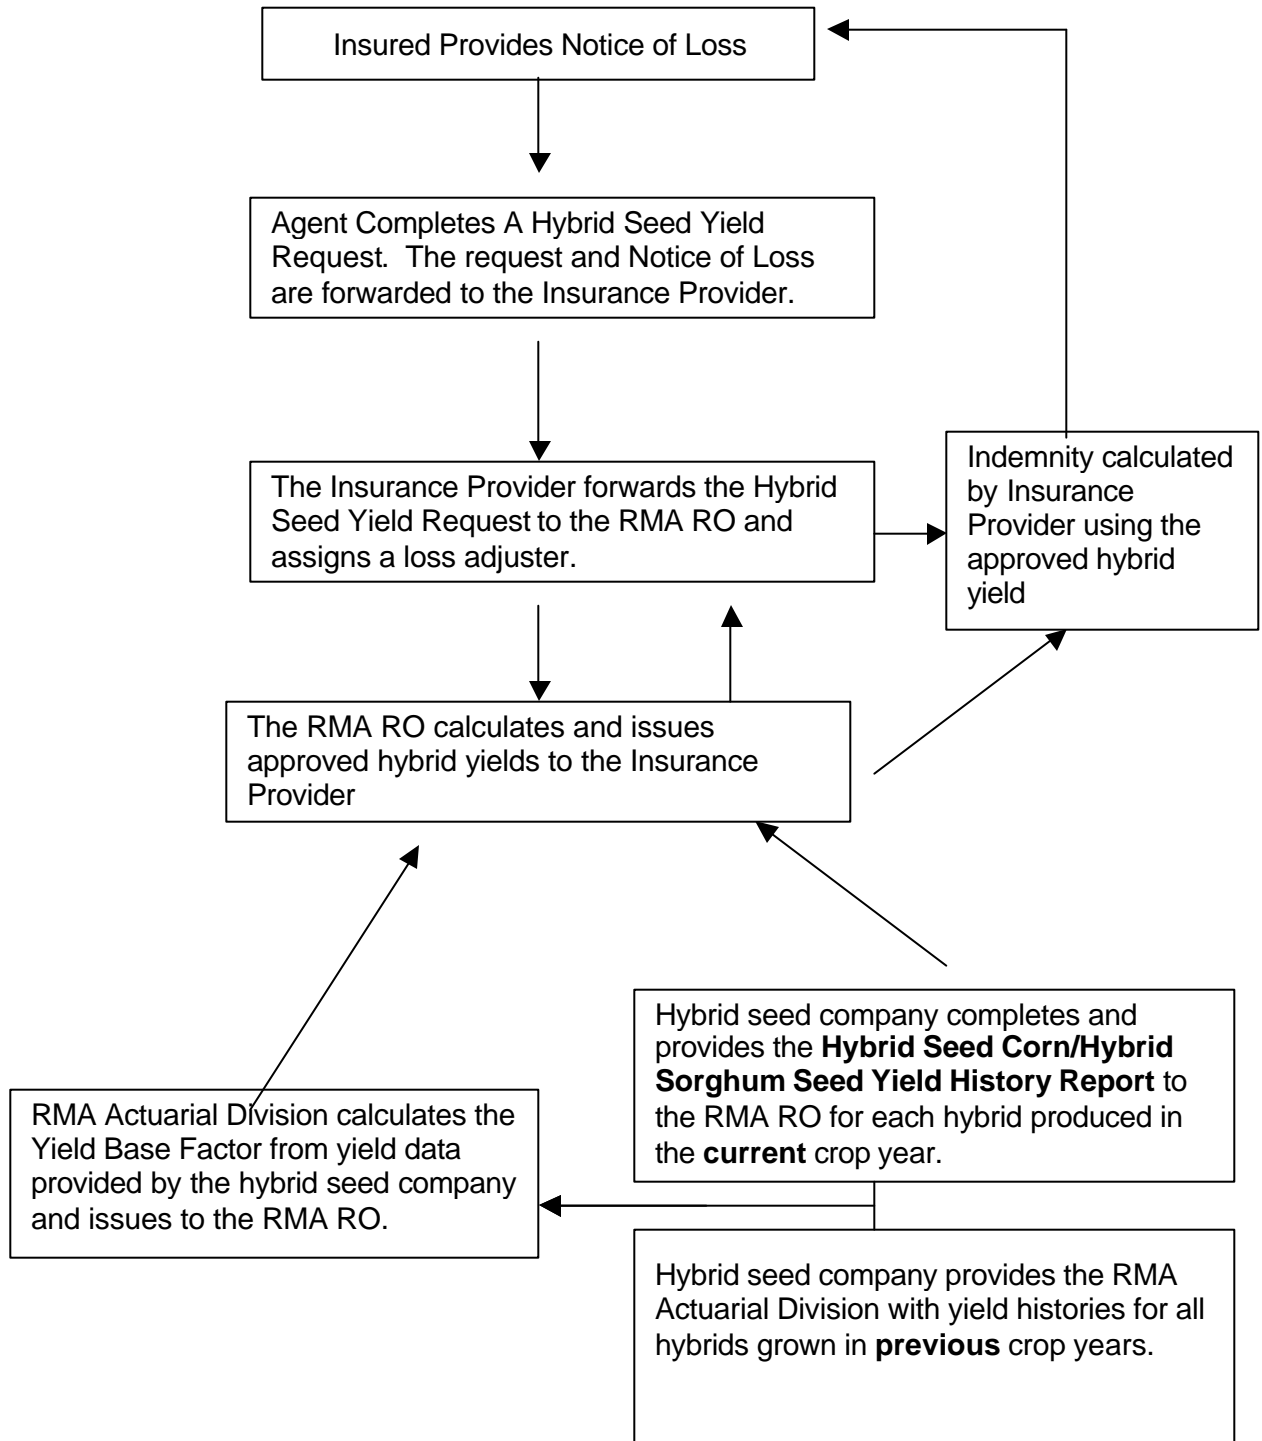 Insured Provides Notice of Loss
Agent Completes A Hybrid Seed Yield
Request.  The request and Notice of Loss
are forwarded to the Insurance Provider.
The Insurance Provider forwards the Hybrid
Seed Yield Request to the RMA RO and
assigns a loss adjuster.
Indemnity calculated
by Insurance
Provider using the
approved hybrid
yield
The RMA RO calculates and issues
approved hybrid yields to the Insurance
Provider
Hybrid seed company completes and
provides the Hybrid Seed Corn/Hybrid
Sorghum Seed Yield History Report to
the RMA RO for each hybrid produced in
the current crop year.
RMA Actuarial Division calculates the
Yield Base Factor from yield data
provided by the hybrid seed company
and issues to the RMA RO.
Hybrid seed company provides the RMA
Actuarial Division with yield histories for all
hybrids grown in previous crop years.